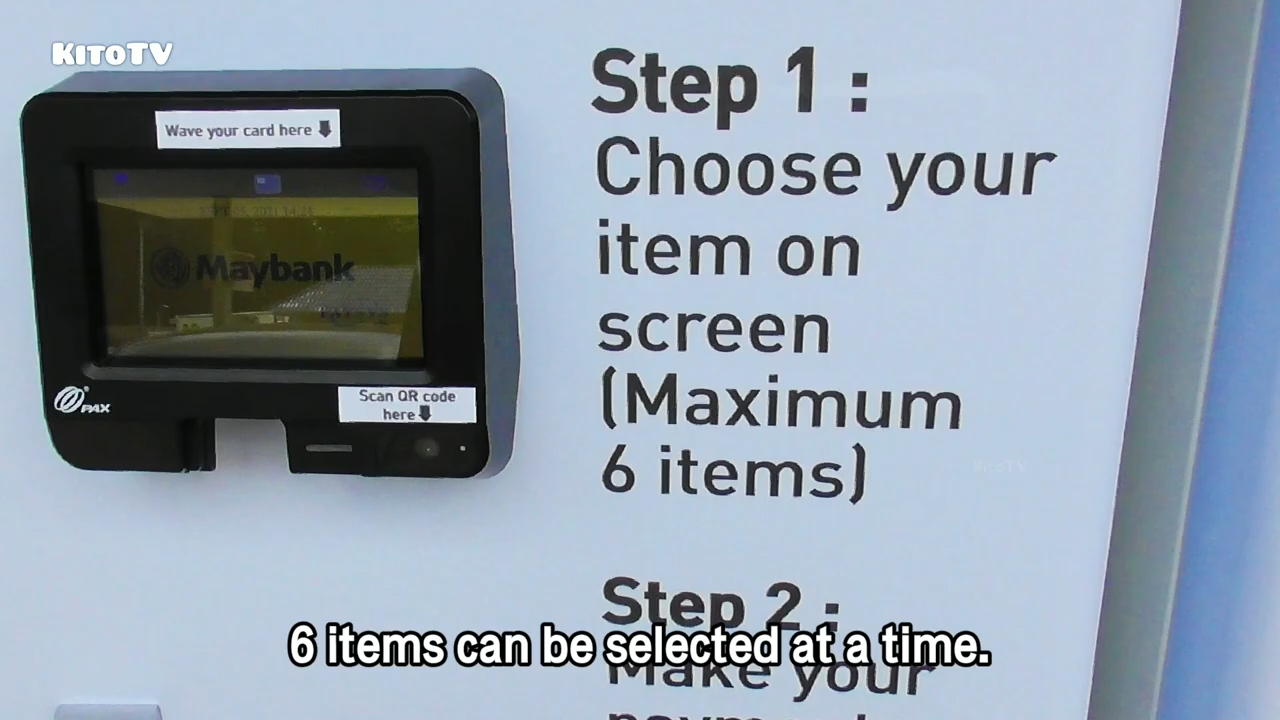 KITOTV
Wave your card here
Maybank
PAX
Scan QR code
here
Step 1 :
Choose your
item on
screen
(Maximum
6 items)
KitoTV
Step 2 :
Make your
6 items can be selected at a time.